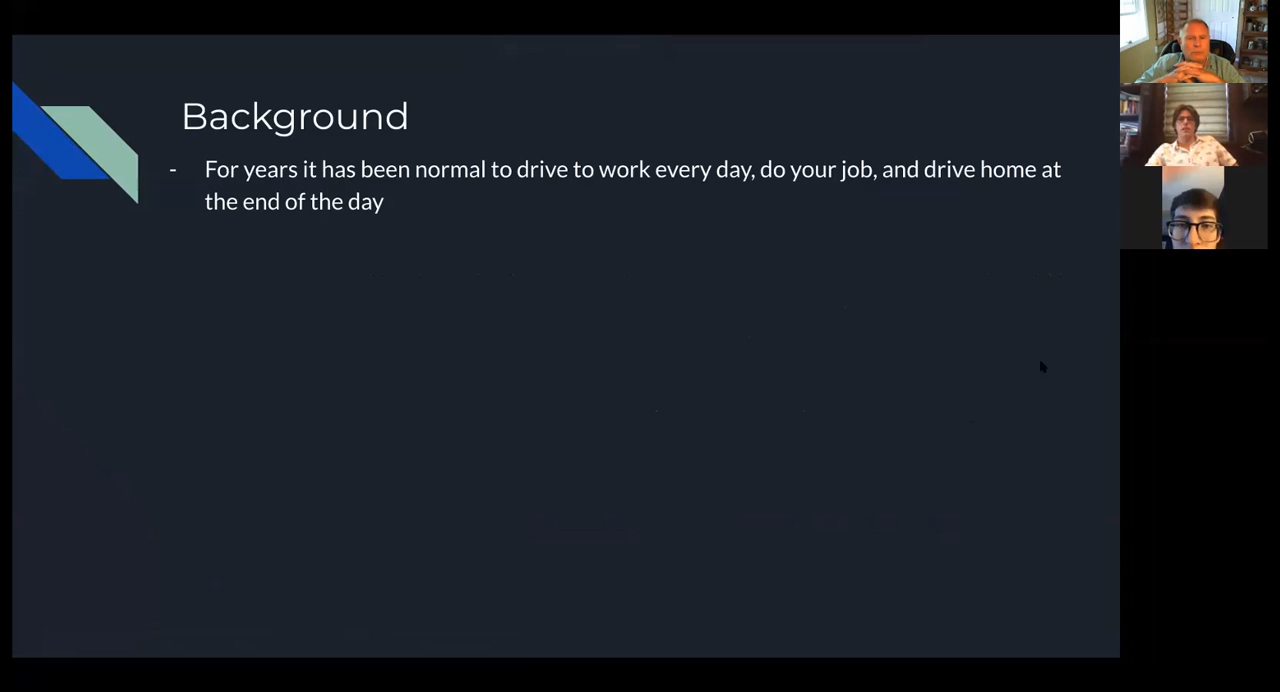 Background
- For years it has been normal to drive to work every day, do your job, and drive home at
the end of the day